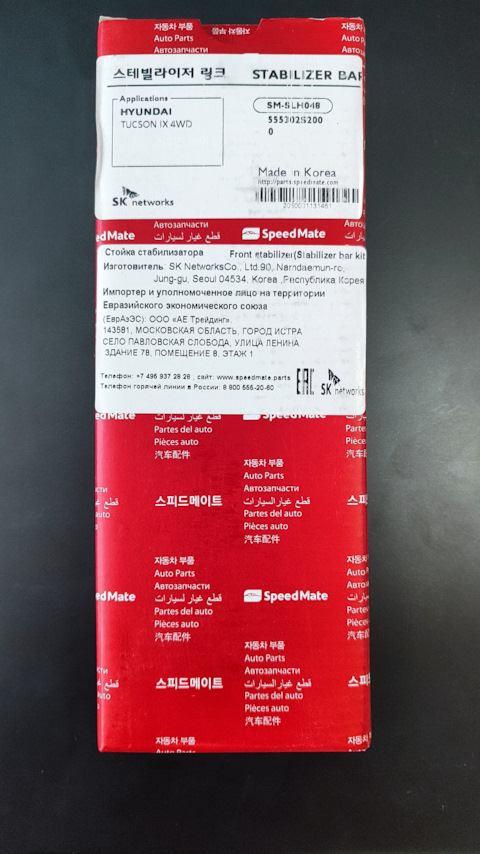 자동차 부품
Auto Parts
Автозапчасти
스테빌라이저 링크 STABILIZER BAR
Applications
HYUNDAI
TUCSON IX 4WD
SM-SLH048
555302S200
0
Made in Korea
http://parts.speedmate.com
2090031131461
SK networks
Автозапчасти
قطع غيار لسيارات
SpeedMate
Стойка стабилизатора Front stabilizer(Stabilizer bar kit
Изготовитель: SK NetworksCo., Ltd.90, Namdaemun-ro,
Jung-gu, Seoul 04534, Korea ,Республика Корея
Импортер и уполномоченное лицо на территории
Евразийского экономического союза
(ЕврАзЭС): ООО «АЕ Трейдинг».
143581, МОСКОВСКАЯ ОБЛАСТЬ, ГОРОД ИСТРА
СЕЛО ПАВЛОВСКАЯ СЛОБОДА, УЛИЦА ЛЕНИНА
ЗДАНИЕ 78, ПОМЕЩЕНИЕ 8, ЭТАЖ 1
Телефон: +7 495 937 28 28 , сайт: www.speedmate.parts
Телефон горячей линии в России: 8 800 555-20-60
EAC SK networks
قطع غيار لسيارات
Partes del auto
Pièces auto
汽车配件
SpeedMate
자동차 부품
Auto Parts
Автозапчасти
قطع غيار السيارات
Partes del auto
Pièces auto
汽车配件
스피드메이트
자동차 부품
Auto Parts
Автозапчасти
قطع غيار لسيارات
Partes del auto
Pièces auto
汽车配件
SpeedMate
자동차 부품
Auto Parts
Автозапчасти
قطع غيار السيارات
Partes del auto
Pièces auto
汽车配件
스피드메이트
자동차 부품
Auto Parts